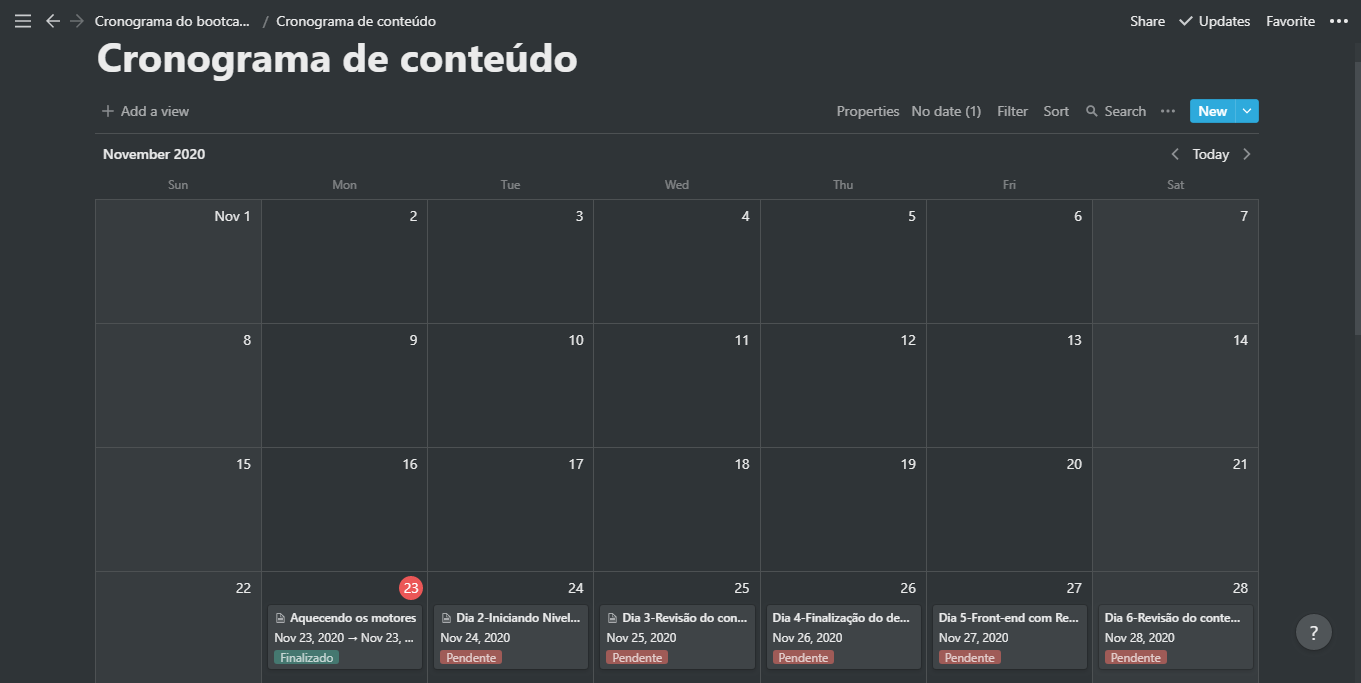 Cronograma do bootca... / Cronograma de conteúdo Share Updates Favorite
Cronograma de conteúdo
Add a view Properties No date (1) Filter Sort Search New
November 2020 Today
Sun Mon Tue Wed Thu Fri Sat
Nov 1 2 3 4 5 6 7
8 9 10 11 12 13 14
15 16 17 18 19 20 21
22 23 24 25 26 27 28
Aquecendo os motores Dia 2-Iniciando Nivel... Dia 3-Revisão do con... Dia 4-Finalização do de... Dia 5-Front-end com Re... Dia 6-Revisão do conte...
Nov 23, 2020 → Nov 23, ... Nov 24, 2020 Nov 25, 2020 Nov 26, 2020 Nov 27, 2020 Nov 28, 2020
Finalizado Pendente Pendente Pendente Pendente Pendente
?